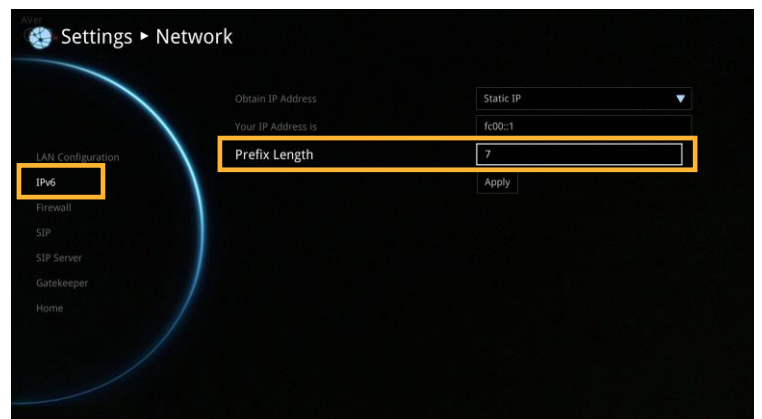 AVer
Settings ▸ Network
Obtain IP Address
Static IP
Your IP Address is
fc00::1
LAN Configuration
Prefix Length
7
IPv6
Apply
Firewall
SIP
SIP Server
Gatekeeper
Home